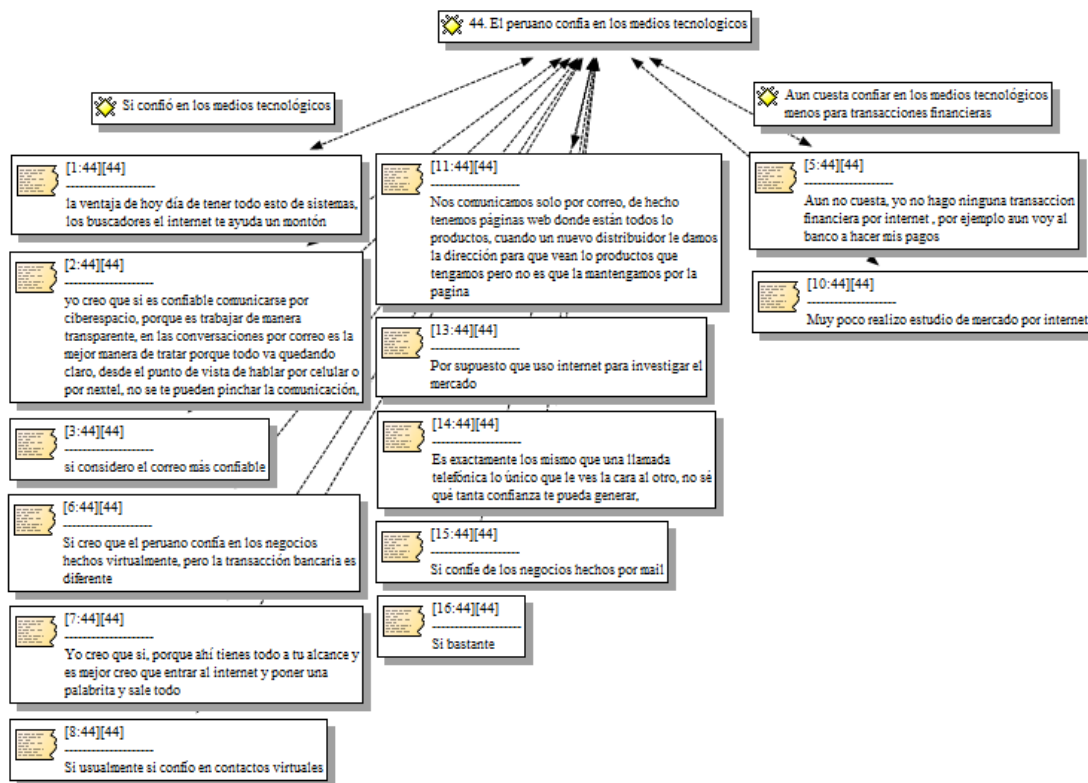 44. El peruano confia en los medios tecnologicos
Si confió en los medios tecnológicos
[1:44][44]
--------------------
la ventaja de hoy día de tener todo esto de sistemas,
los buscadores el internet te ayuda un montón
[2:44][44]
--------------------
yo creo que si es confiable comunicarse por
ciberespacio, porque es trabajar de manera
transparente, en las conversaciones por correo es la
mejor manera de tratar porque todo va quedando
claro, desde el punto de vista de hablar por celular o
por nextel, no se te pueden pinchar la comunicación,
[3:44][44]
--------------------
si considero el correo más confiable
[6:44][44]
--------------------
Si creo que el peruano confía en los negocios
hechos virtualmente, pero la transacción bancaria es
diferente
[7:44][44]
--------------------
Yo creo que si, porque ahí tienes todo a tu alcance y
es mejor creo que entrar al internet y poner una
palabrita y sale todo
[8:44][44]
--------------------
Si usualmente si confío en contactos virtuales
[11:44][44]
--------------------
Nos comunicamos solo por correo, de hecho
tenemos páginas web donde están todos lo
productos, cuando un nuevo distribuidor le damos
la dirección para que vean lo productos que
tengamos pero no es que la mantengamos por la
pagina
[13:44][44]
--------------------
Por supuesto que uso internet para investigar el
mercado
[14:44][44]
--------------------
Es exactamente los mismo que una llamada
telefónica lo único que le ves la cara al otro, no sé
qué tanta confianza te pueda generar,
[15:44][44]
--------------------
Si confíe de los negocios hechos por mail
[16:44][44]
--------------------
Si bastante
Aun cuesta confiar en los medios tecnológicos
menos para transacciones financieras
[5:44][44]
--------------------
Aun no cuesta, yo no hago ninguna transaccion
financiera por internet , por ejemplo aun voy al
banco a hacer mis pagos
[10:44][44]
--------------------
Muy poco realizo estudio de mercado por internet